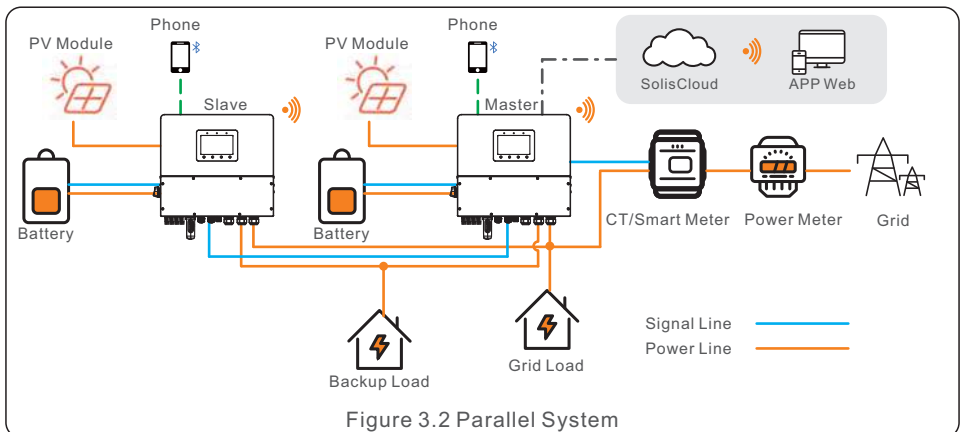 Phone
Phone
PV Module
PV Module
SolisCloud
APP Web
Slave
Master
Battery
Battery
CT/Smart Meter
Power Meter
Grid
Signal Line
Power Line
Backup Load
Grid Load
Figure 3.2 Parallel System